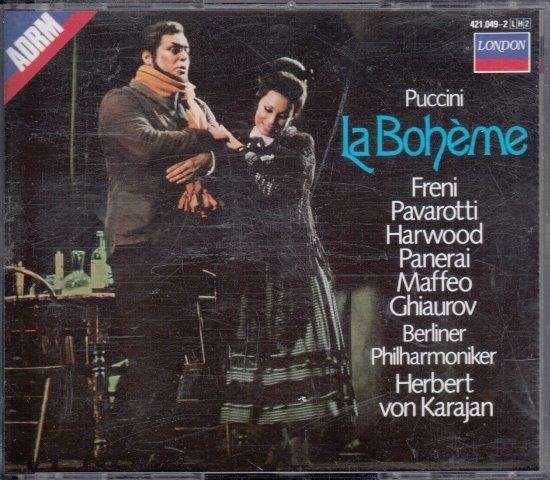 ADRM
421.049-2 L H 2
LONDON
Puccini
La Bohème
Freni
Pavarotti
Harwood
Panerai
Maffeo
Ghiaurov
Berliner
Philharmoniker
Herbert
von Karajan